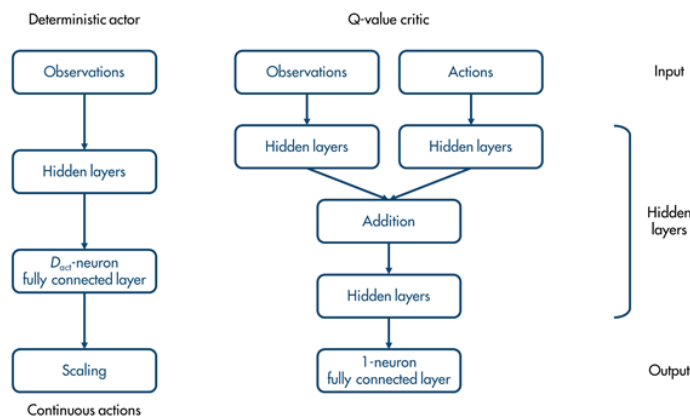 Deterministic actor
Observations
Hidden layers
D_act-neuron
fully connected layer
Scaling
Continuous actions
Q-value critic
Observations
Actions
Hidden layers
Hidden layers
Addition
Hidden layers
1-neuron
fully connected layer
Input
Hidden
layers
Output